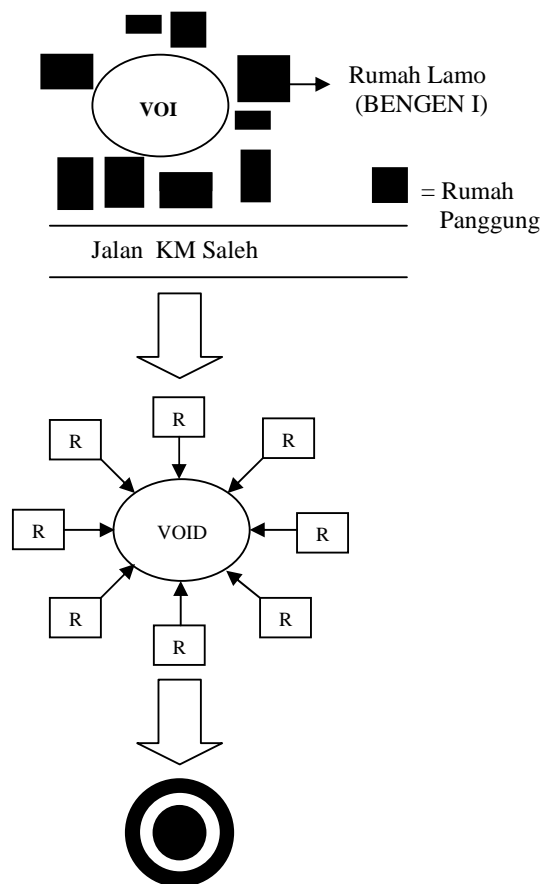 VOI
Rumah Lamo
(BENGEN I)
= Rumah
Panggung
Jalan KM Saleh
R
R
R
R
VOID
R
R
R
R